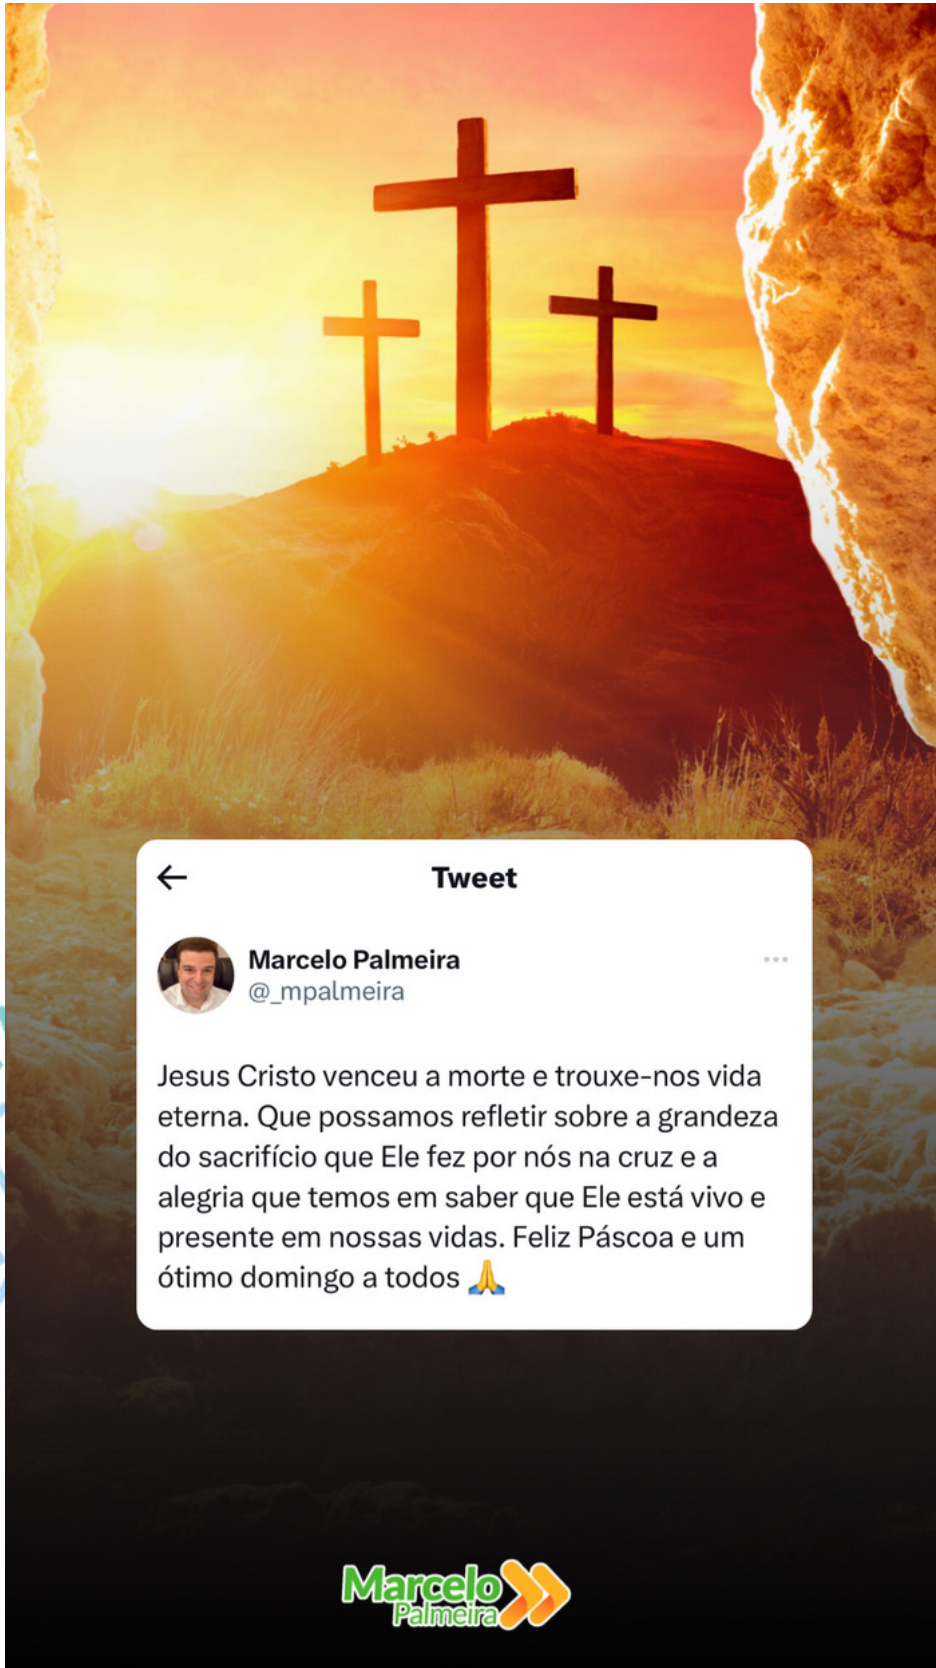 Tweet
Marcelo Palmeira
@_mpalmeira
Jesus Cristo venceu a morte e trouxe-nos vida
eterna. Que possamos refletir sobre a grandeza
do sacrifício que Ele fez por nós na cruz e a
alegria que temos em saber que Ele está vivo e
presente em nossas vidas. Feliz Páscoa e um
ótimo domingo a todos 🙏
Marcelo
Palmeira